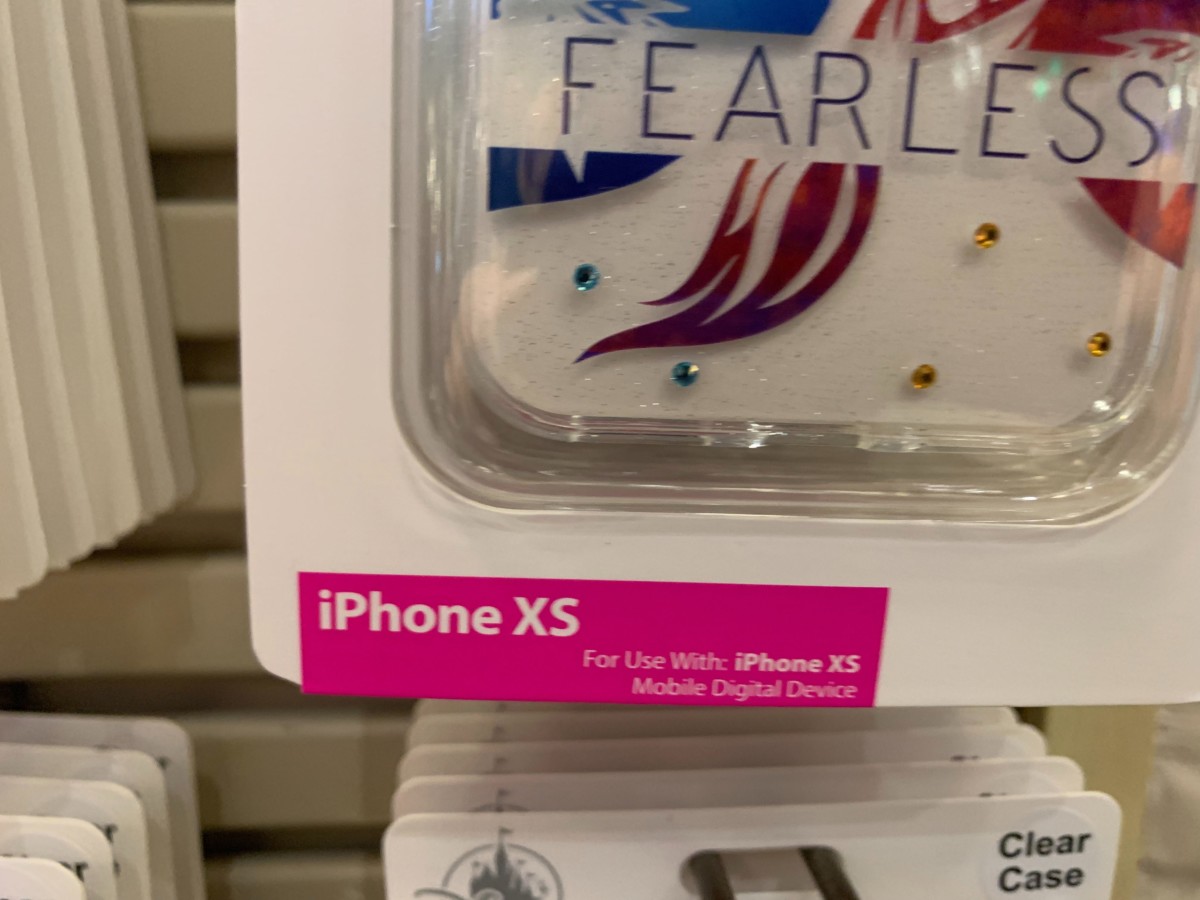 FEARLESS
iPhone XS
For Use With: iPhone XS
Mobile Digital Device
Clear
Case